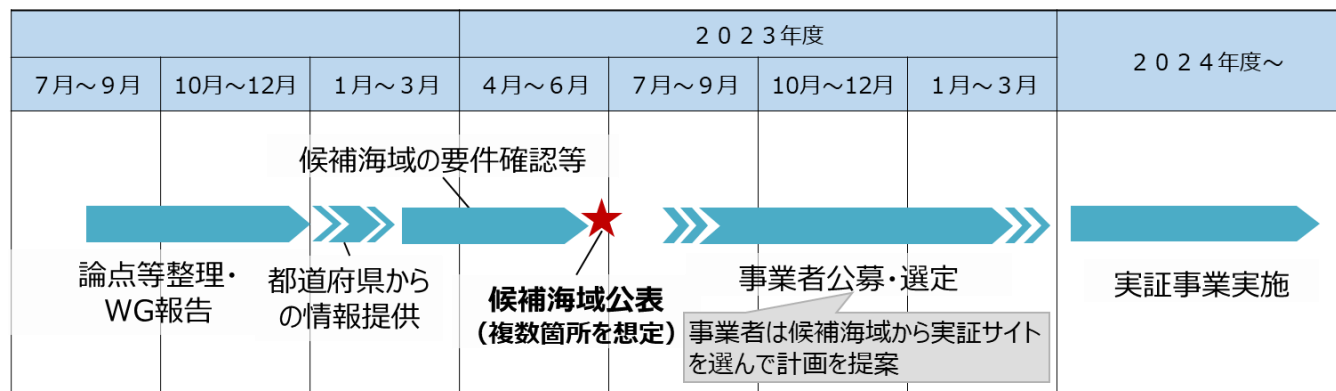 ２０２３年度
２０２４年度～
７月～９月
10月～12月
１月～３月
４月～６月
７月～９月
10月～12月
１月～３月
候補海域の要件確認等
論点等整理・
WG報告
都道府県から
の情報提供
候補海域公表
（複数箇所を想定）
事業者公募・選定
事業者は候補海域から実証サイト
を選んで計画を提案
実証事業実施